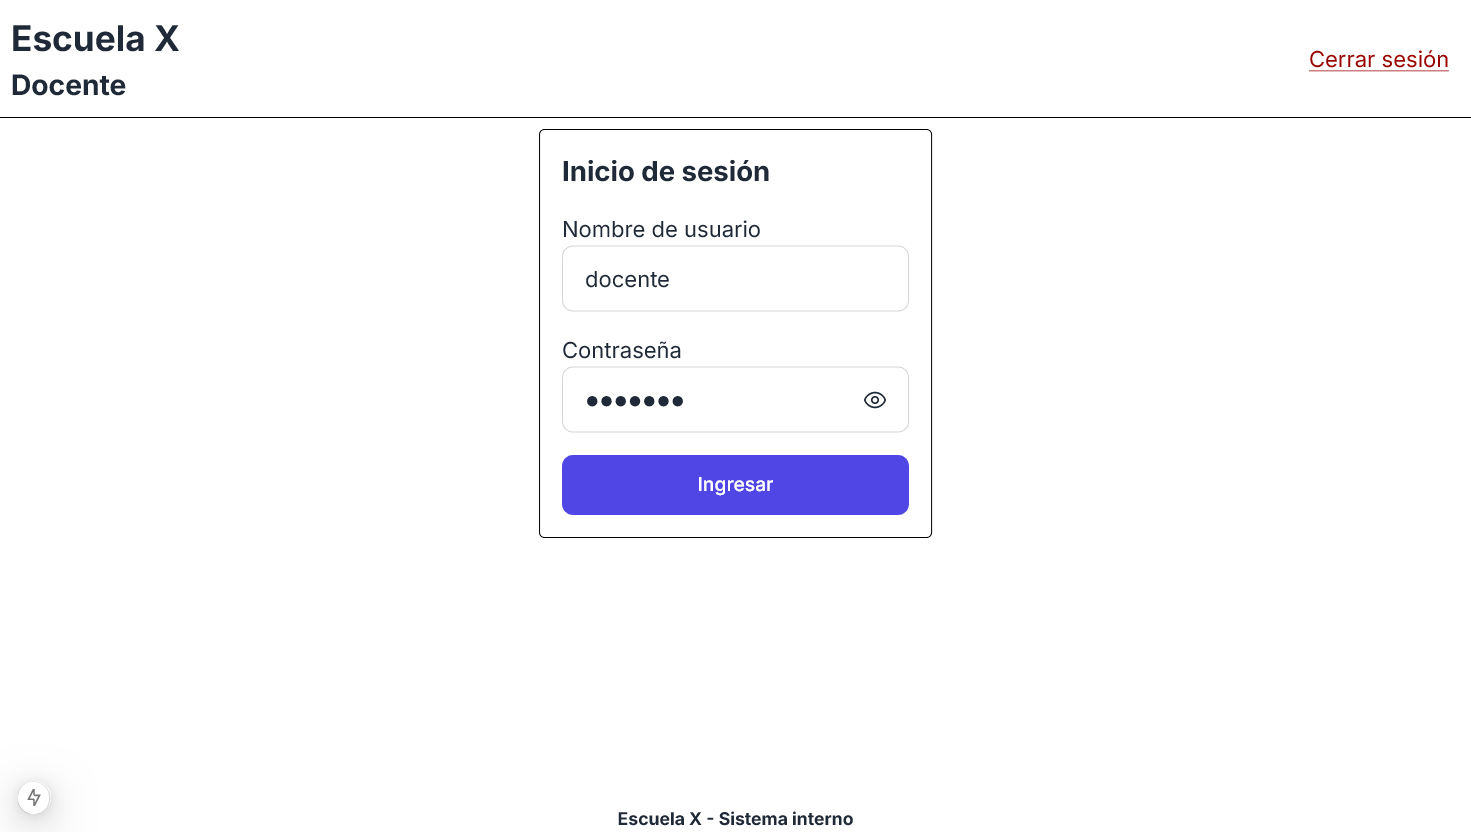 Escuela X
Docente
Cerrar sesión
Inicio de sesión
Nombre de usuario
docente
Contraseña
●●●●●●●
Ingresar
Escuela X - Sistema interno